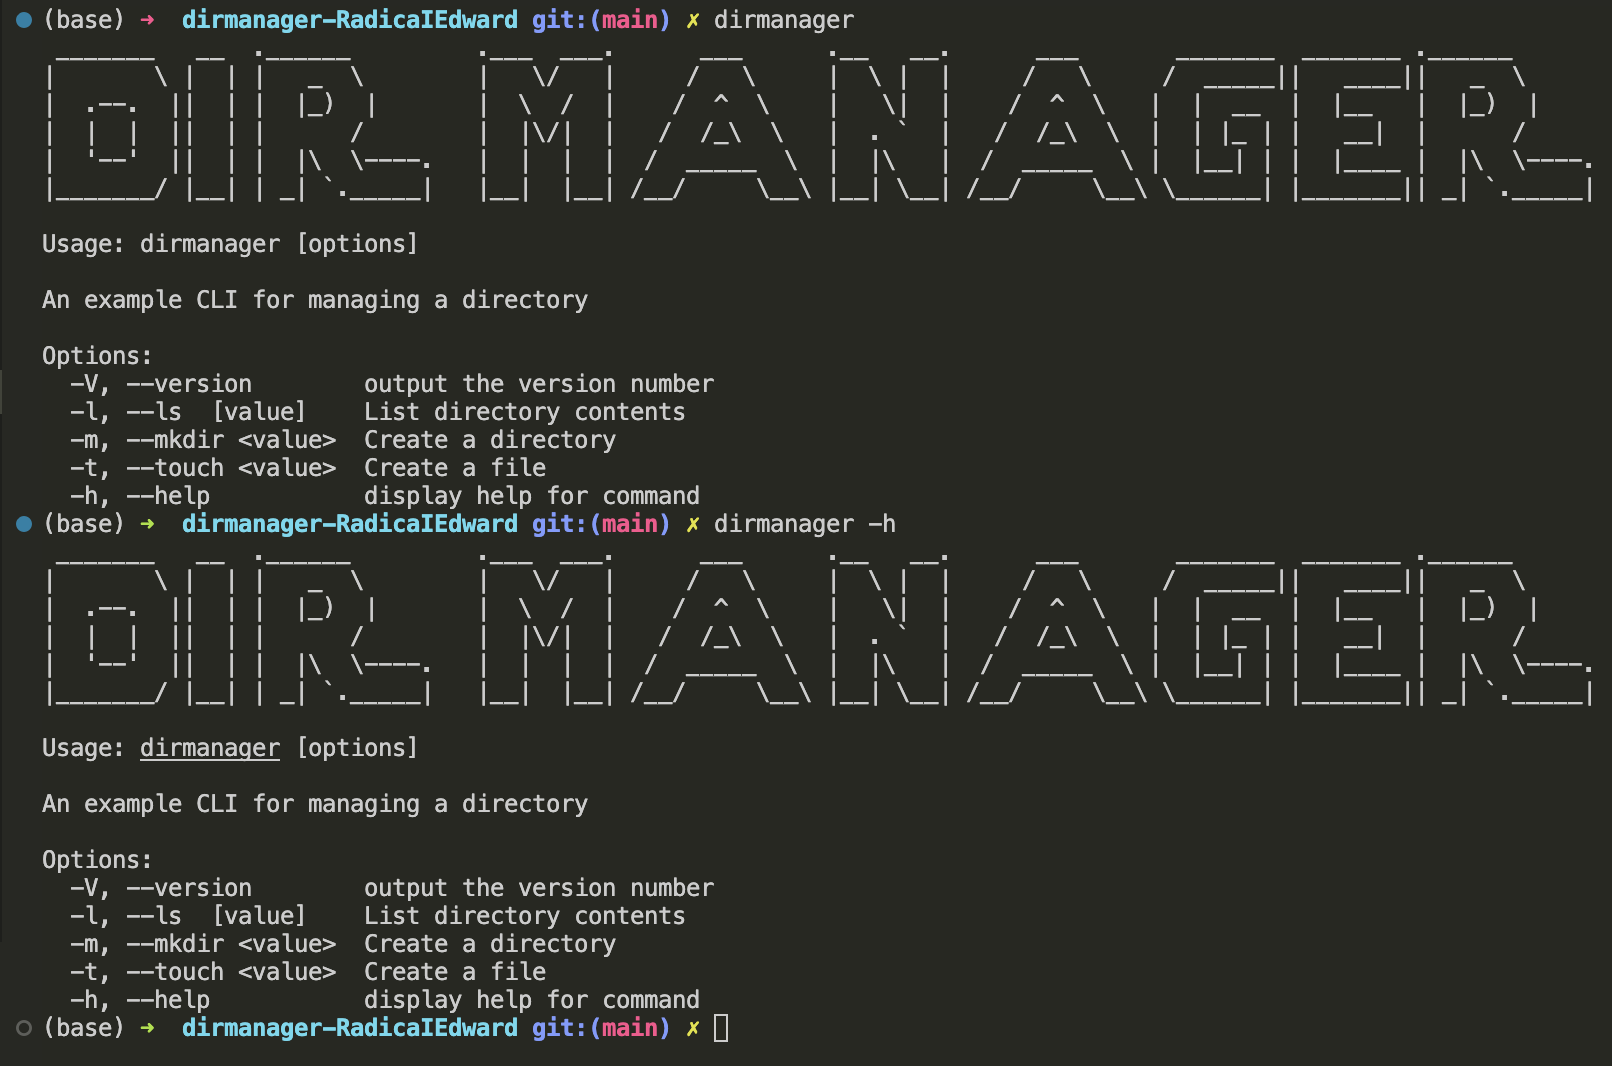 (base) ➜  dirmanager-RadicaIEdward git:(main) ✗ dirmanager
DIR MANAGER
Usage: dirmanager [options]
An example CLI for managing a directory
Options:
  -V, --version        output the version number
  -l, --ls  [value]    List directory contents
  -m, --mkdir <value>  Create a directory
  -t, --touch <value>  Create a file
  -h, --help           display help for command
(base) ➜  dirmanager-RadicaIEdward git:(main) ✗ dirmanager -h
DIR MANAGER
Usage: dirmanager [options]
An example CLI for managing a directory
Options:
  -V, --version        output the version number
  -l, --ls  [value]    List directory contents
  -m, --mkdir <value>  Create a directory
  -t, --touch <value>  Create a file
  -h, --help           display help for command
(base) ➜  dirmanager-RadicaIEdward git:(main) ✗